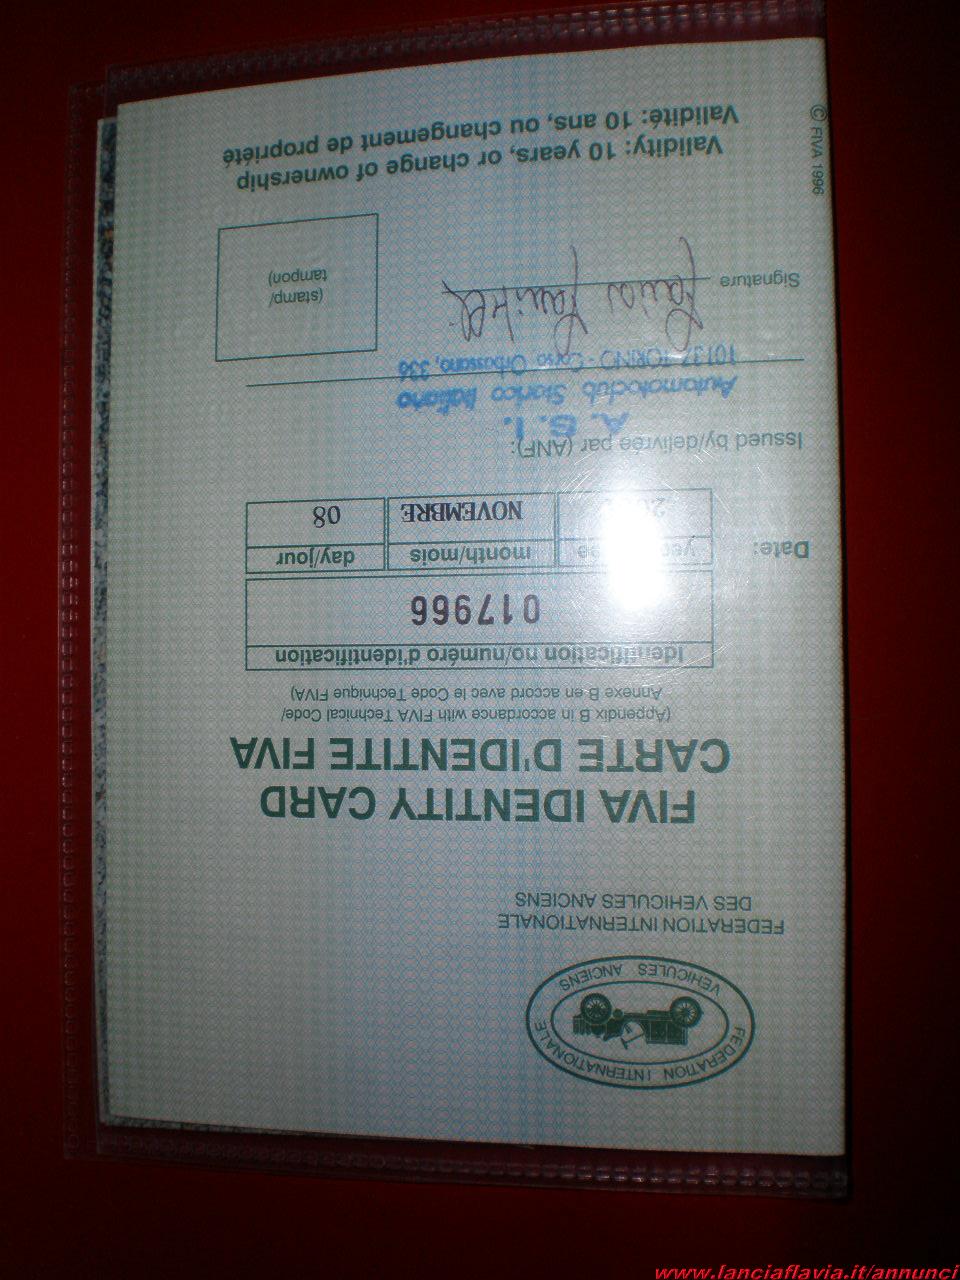 FEDERATION INTERNATIONALE
VEHICULES ANCIENS
FEDERATION INTERNATIONALE
DES VEHICULES ANCIENS
FIVA IDENTITY CARD
CARTE D'IDENTITE FIVA
(Appendix B in accordance with FIVA Technical Code/
Annexe B en accord avec le Code Technique FIVA)
Identification no/numéro d'identification
017966
Date:
month/mois
day/jour
NOVEMBRE
08
Issued by/delivrée par (ANF):
A. S. I.
Automotoclub Storico Italiano
10137 TORINO - Corso Orbassano, 336
Signature
(stamp/
tampon)
Validity: 10 years, or change of ownership
Validité: 10 ans, ou changement de propriété
© FIVA 1996
www.lanciaflavia.it/annunci